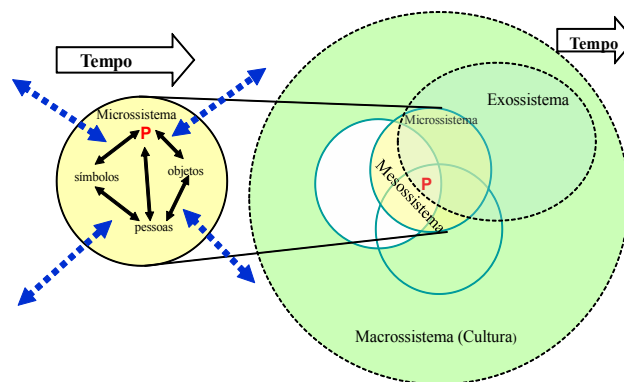 Tempo
Microssistema
P
símbolos
objetos
pessoas
Tempo
Exossistema
Microssistema
Mesossistema
P
Macrossistema (Cultura)